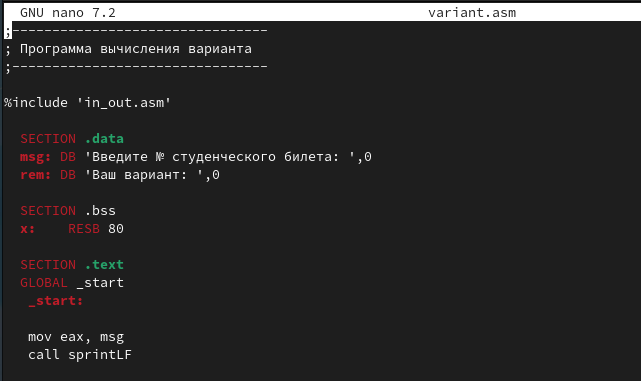 GNU nano 7.2 variant.asm
;--------------------------------
; Программа вычисления варианта
;--------------------------------
%include 'in_out.asm'
SECTION .data
msg: DB 'Введите № студенческого билета: ',0
rem: DB 'Ваш вариант: ',0
SECTION .bss
x: RESB 80
SECTION .text
GLOBAL _start
_start:
mov eax, msg
call sprintLF